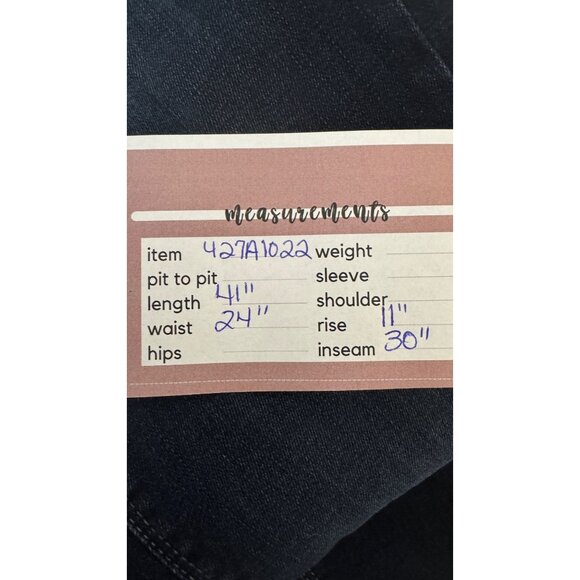 measurements
item 427A1022 weight
pit to pit sleeve
length 41" shoulder
waist 24" rise 11"
hips inseam 30"